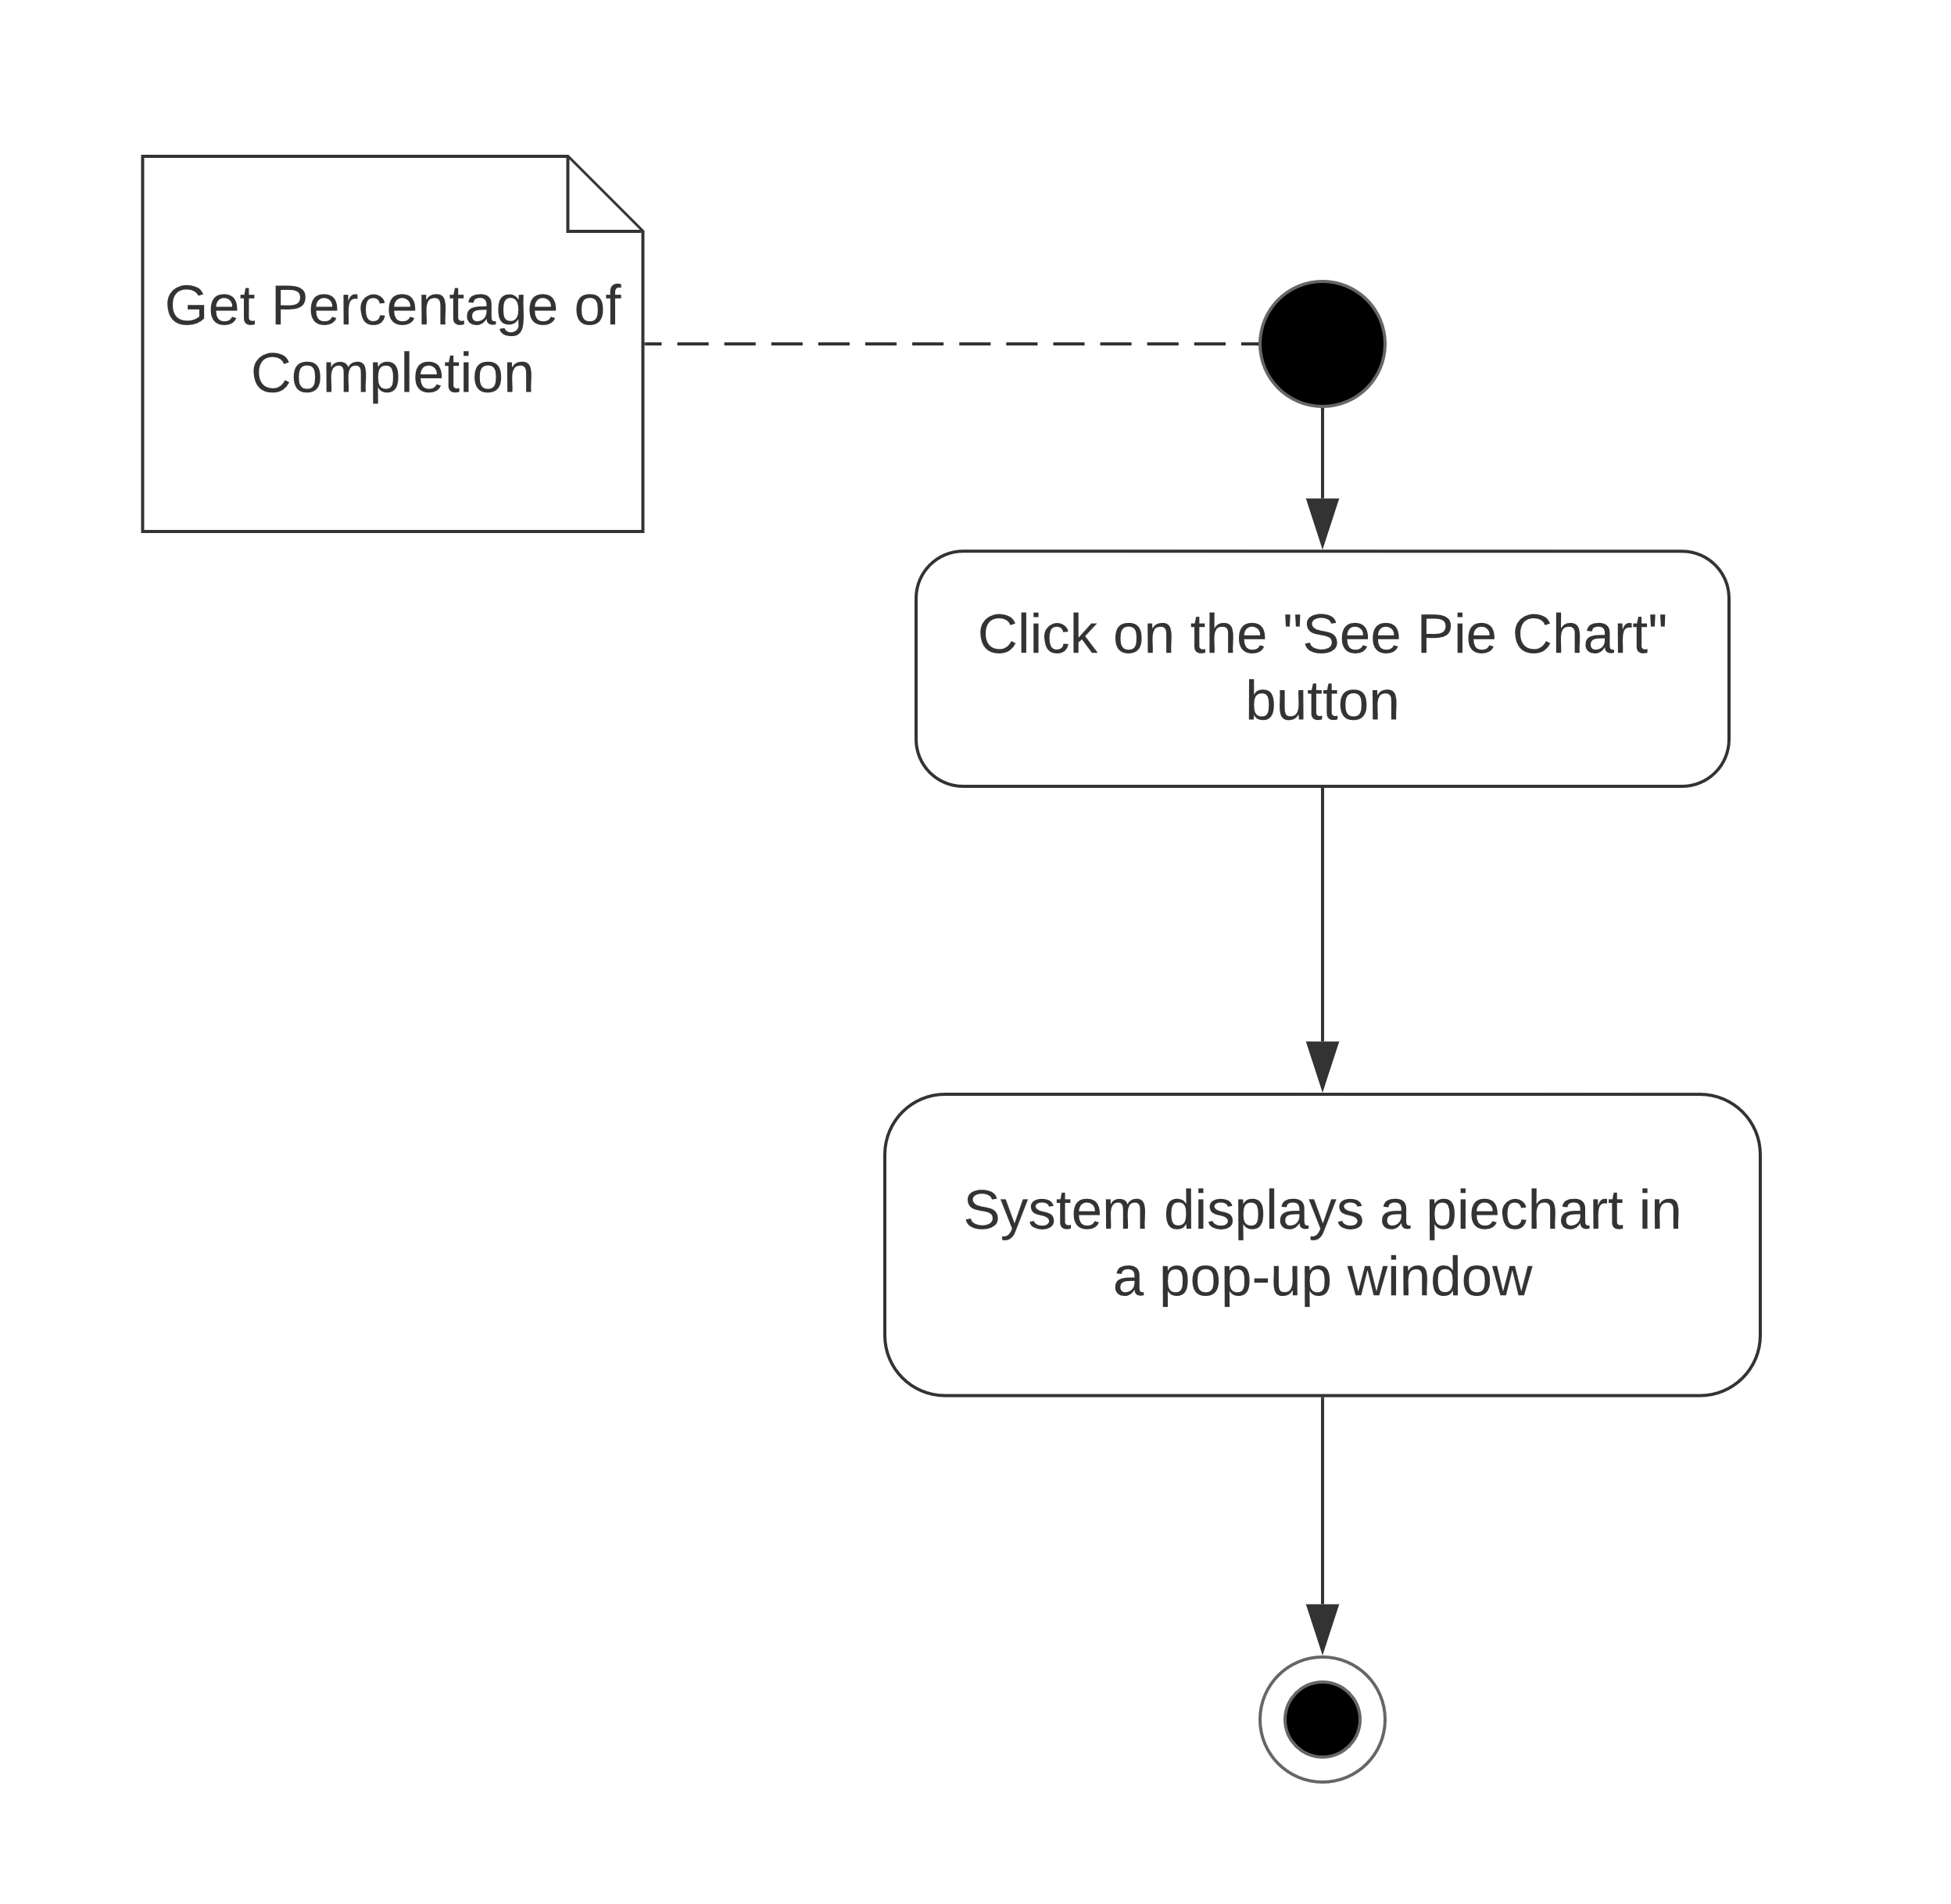 Get Percentage of
Completion
Click on the "See Pie Chart"
button
System displays a piechart in
a pop-up window